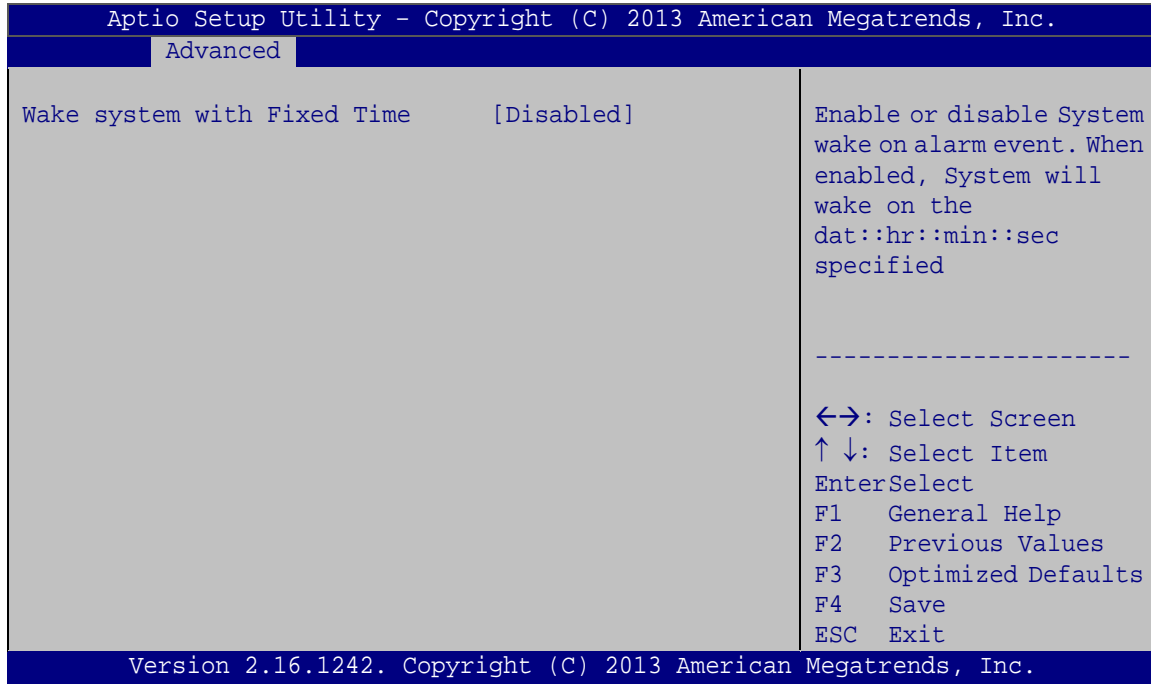 Aptio Setup Utility – Copyright (C) 2013 American Megatrends, Inc.
Advanced
Wake system with Fixed Time [Disabled]
Enable or disable System
wake on alarm event. When
enabled, System will
wake on the
dat::hr::min::sec
specified
----------------------
←→: Select Screen
↑ ↓: Select Item
EnterSelect
F1 General Help
F2 Previous Values
F3 Optimized Defaults
F4 Save
ESC Exit
Version 2.16.1242. Copyright (C) 2013 American Megatrends, Inc.